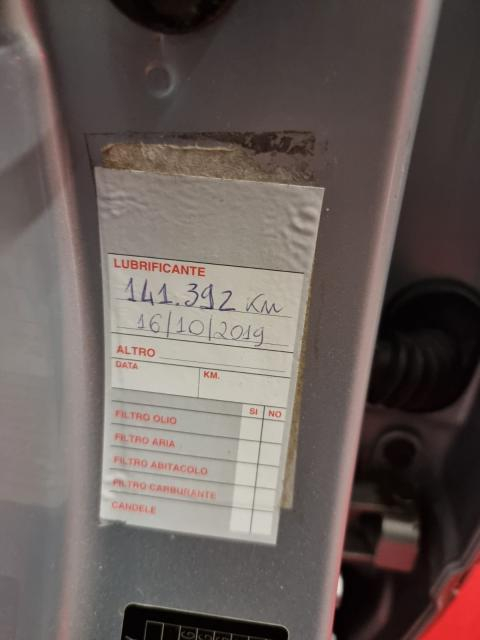 LUBRIFICANTE
141.392 KM
16/10/2019
ALTRO
DATA KM.
SI NO
FILTRO OLIO
FILTRO ARIA
FILTRO ABITACOLO
FILTRO CARBURANTE
CANDELE